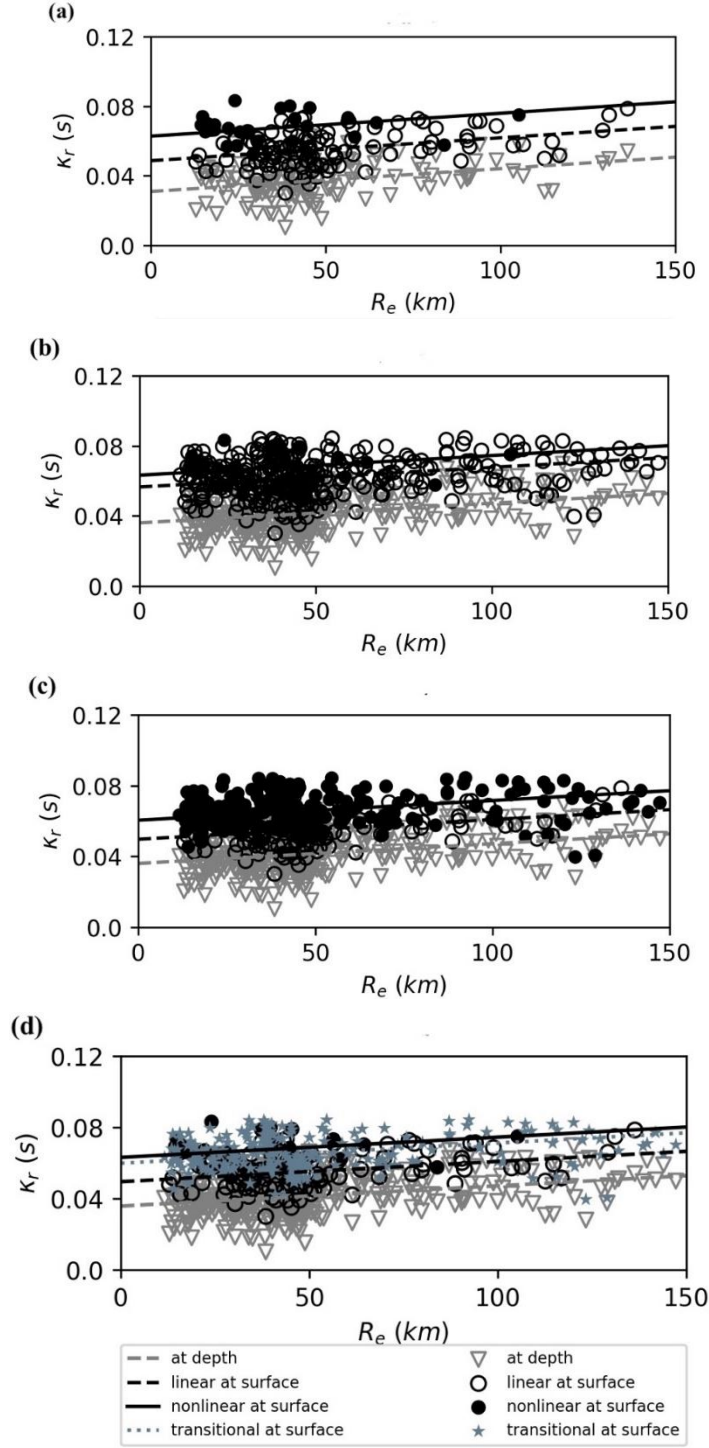 (a)
0.12
0.08
0.04
0.0
κr (s)
0 50 100 150
Re (km)
(b)
0.12
0.08
0.04
0.0
κr (s)
0 50 100 150
Re (km)
(c)
0.12
0.08
0.04
0.0
κr (s)
0 50 100 150
Re (km)
(d)
0.12
0.08
0.04
0.0
κr (s)
0 50 100 150
Re (km)
at depth at depth
linear at surface linear at surface
nonlinear at surface nonlinear at surface
transitional at surface transitional at surface